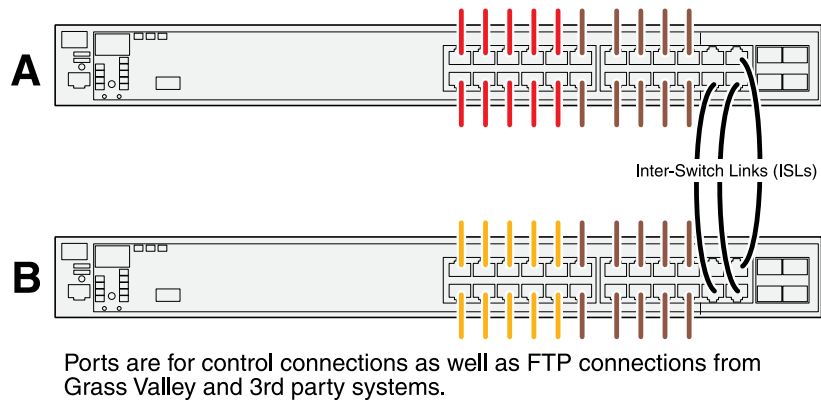 A
Inter-Switch Links (ISLs)
B
Ports are for control connections as well as FTP connections from
Grass Valley and 3rd party systems.